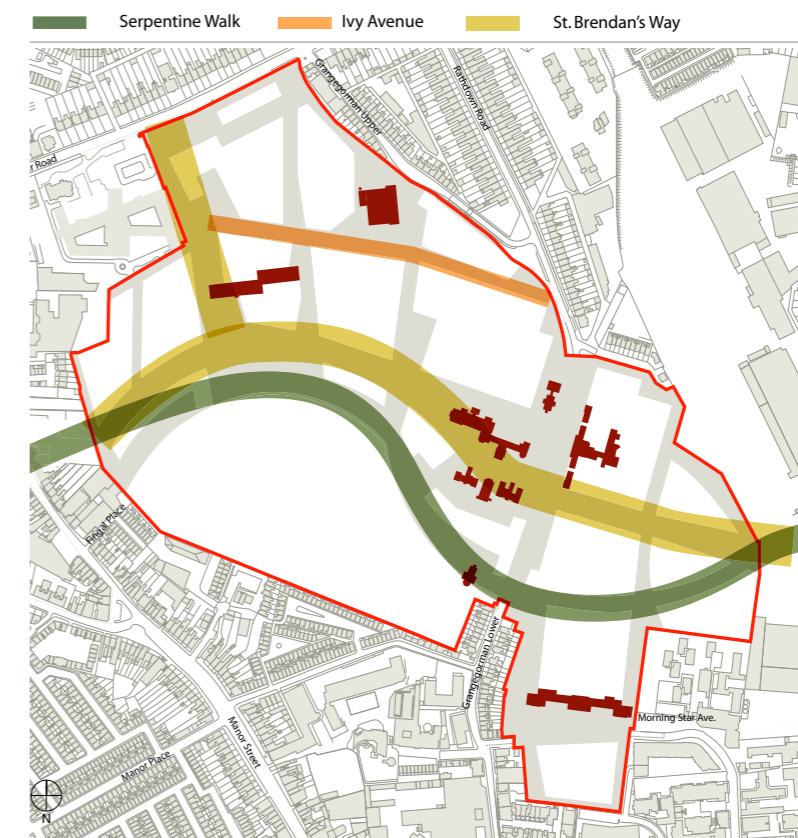 Serpentine Walk
Ivy Avenue
St. Brendan's Way
Grangegorman Upper
Rathdown Road
r Road
Fingal Place
Grangegorman Lower
Morning Star Ave.
Manor Street
Manor Place
N